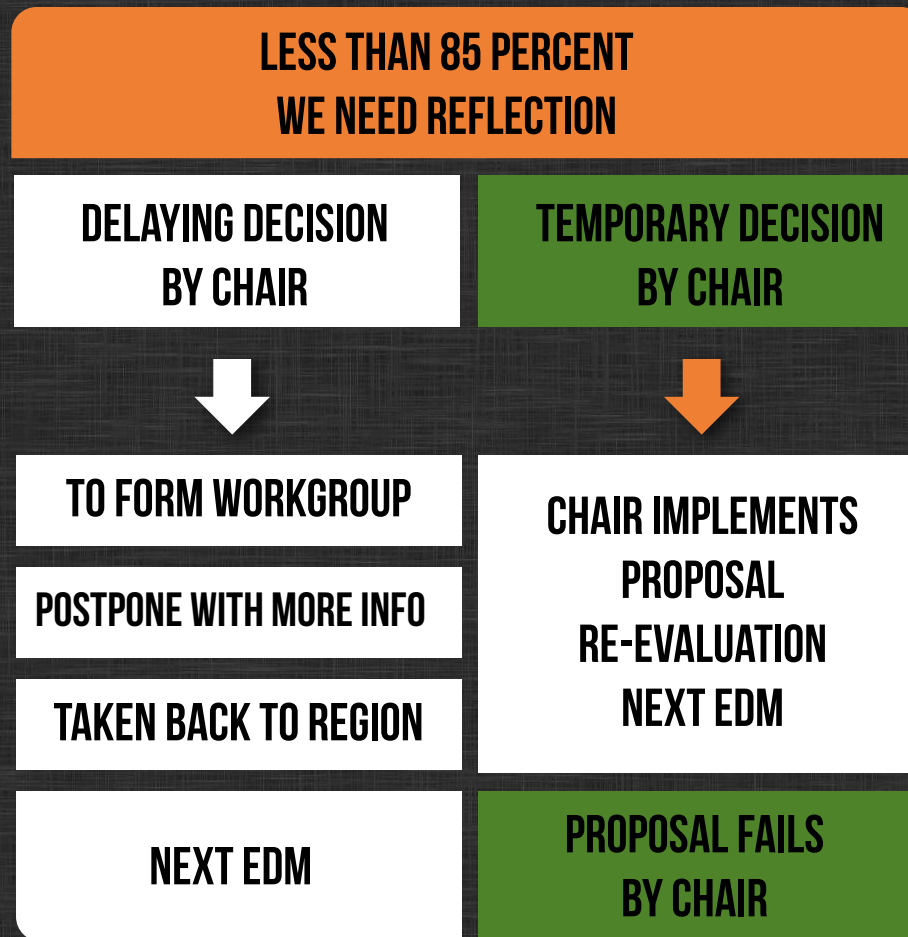 LESS THAN 85 PERCENT
WE NEED REFLECTION
DELAYING DECISION
BY CHAIR
TEMPORARY DECISION
BY CHAIR
TO FORM WORKGROUP
POSTPONE WITH MORE INFO
TAKEN BACK TO REGION
NEXT EDM
CHAIR IMPLEMENTS
PROPOSAL
RE-EVALUATION
NEXT EDM
PROPOSAL FAILS
BY CHAIR